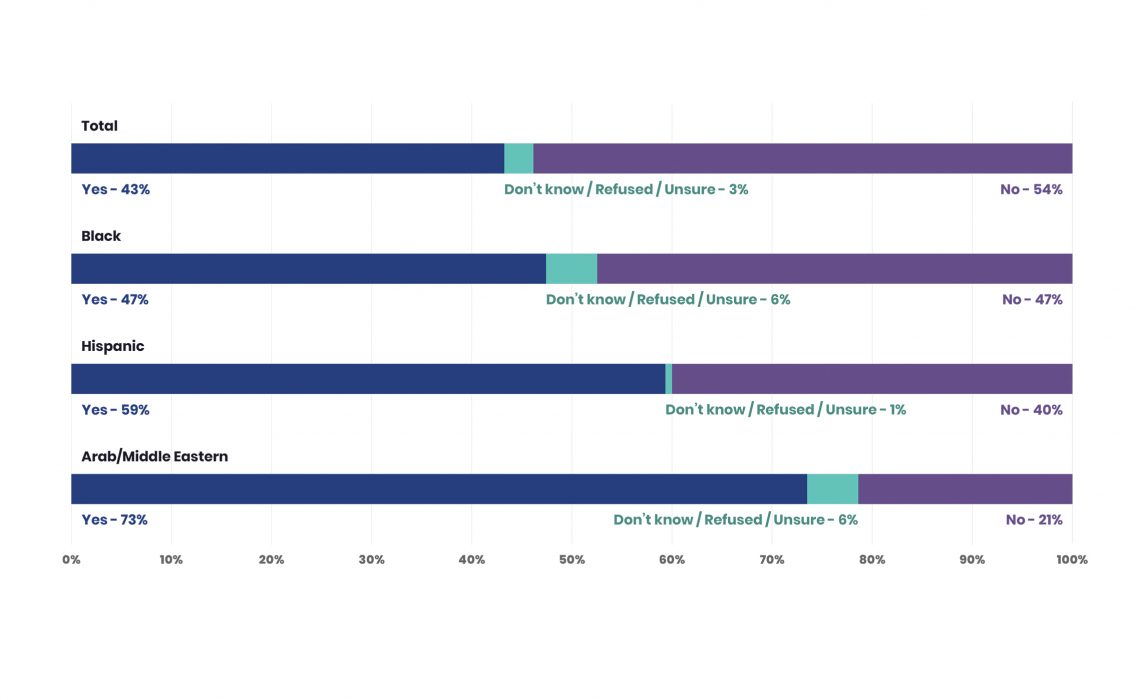 Total
Yes - 43% Don't know / Refused / Unsure - 3% No - 54%
Black
Yes - 47% Don't know / Refused / Unsure - 6% No - 47%
Hispanic
Yes - 59% Don't know / Refused / Unsure - 1% No - 40%
Arab/Middle Eastern
Yes - 73% Don't know / Refused / Unsure - 6% No - 21%
0% 10% 20% 30% 40% 50% 60% 70% 80% 90% 100%